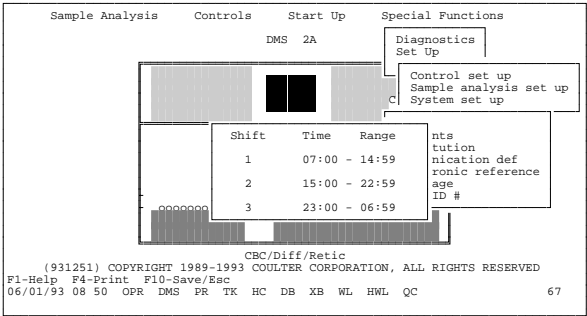 Sample Analysis Controls Start Up Special Functions
DMS 2A
Diagnostics
Set Up
Control set up
Sample analysis set up
C System set up
Shift Time Range
1 07:00 - 14:59
2 15:00 - 22:59
3 23:00 - 06:59
nts
tution
nication def
ronic reference
age
ID #
ooooooo
CBC/Diff/Retic
(931251) COPYRIGHT 1989-1993 COULTER CORPORATION, ALL RIGHTS RESERVED
F1-Help F4-Print F10-Save/Esc
06/01/93 08 50 OPR DMS PR TK HC DB XB WL HWL QC 67